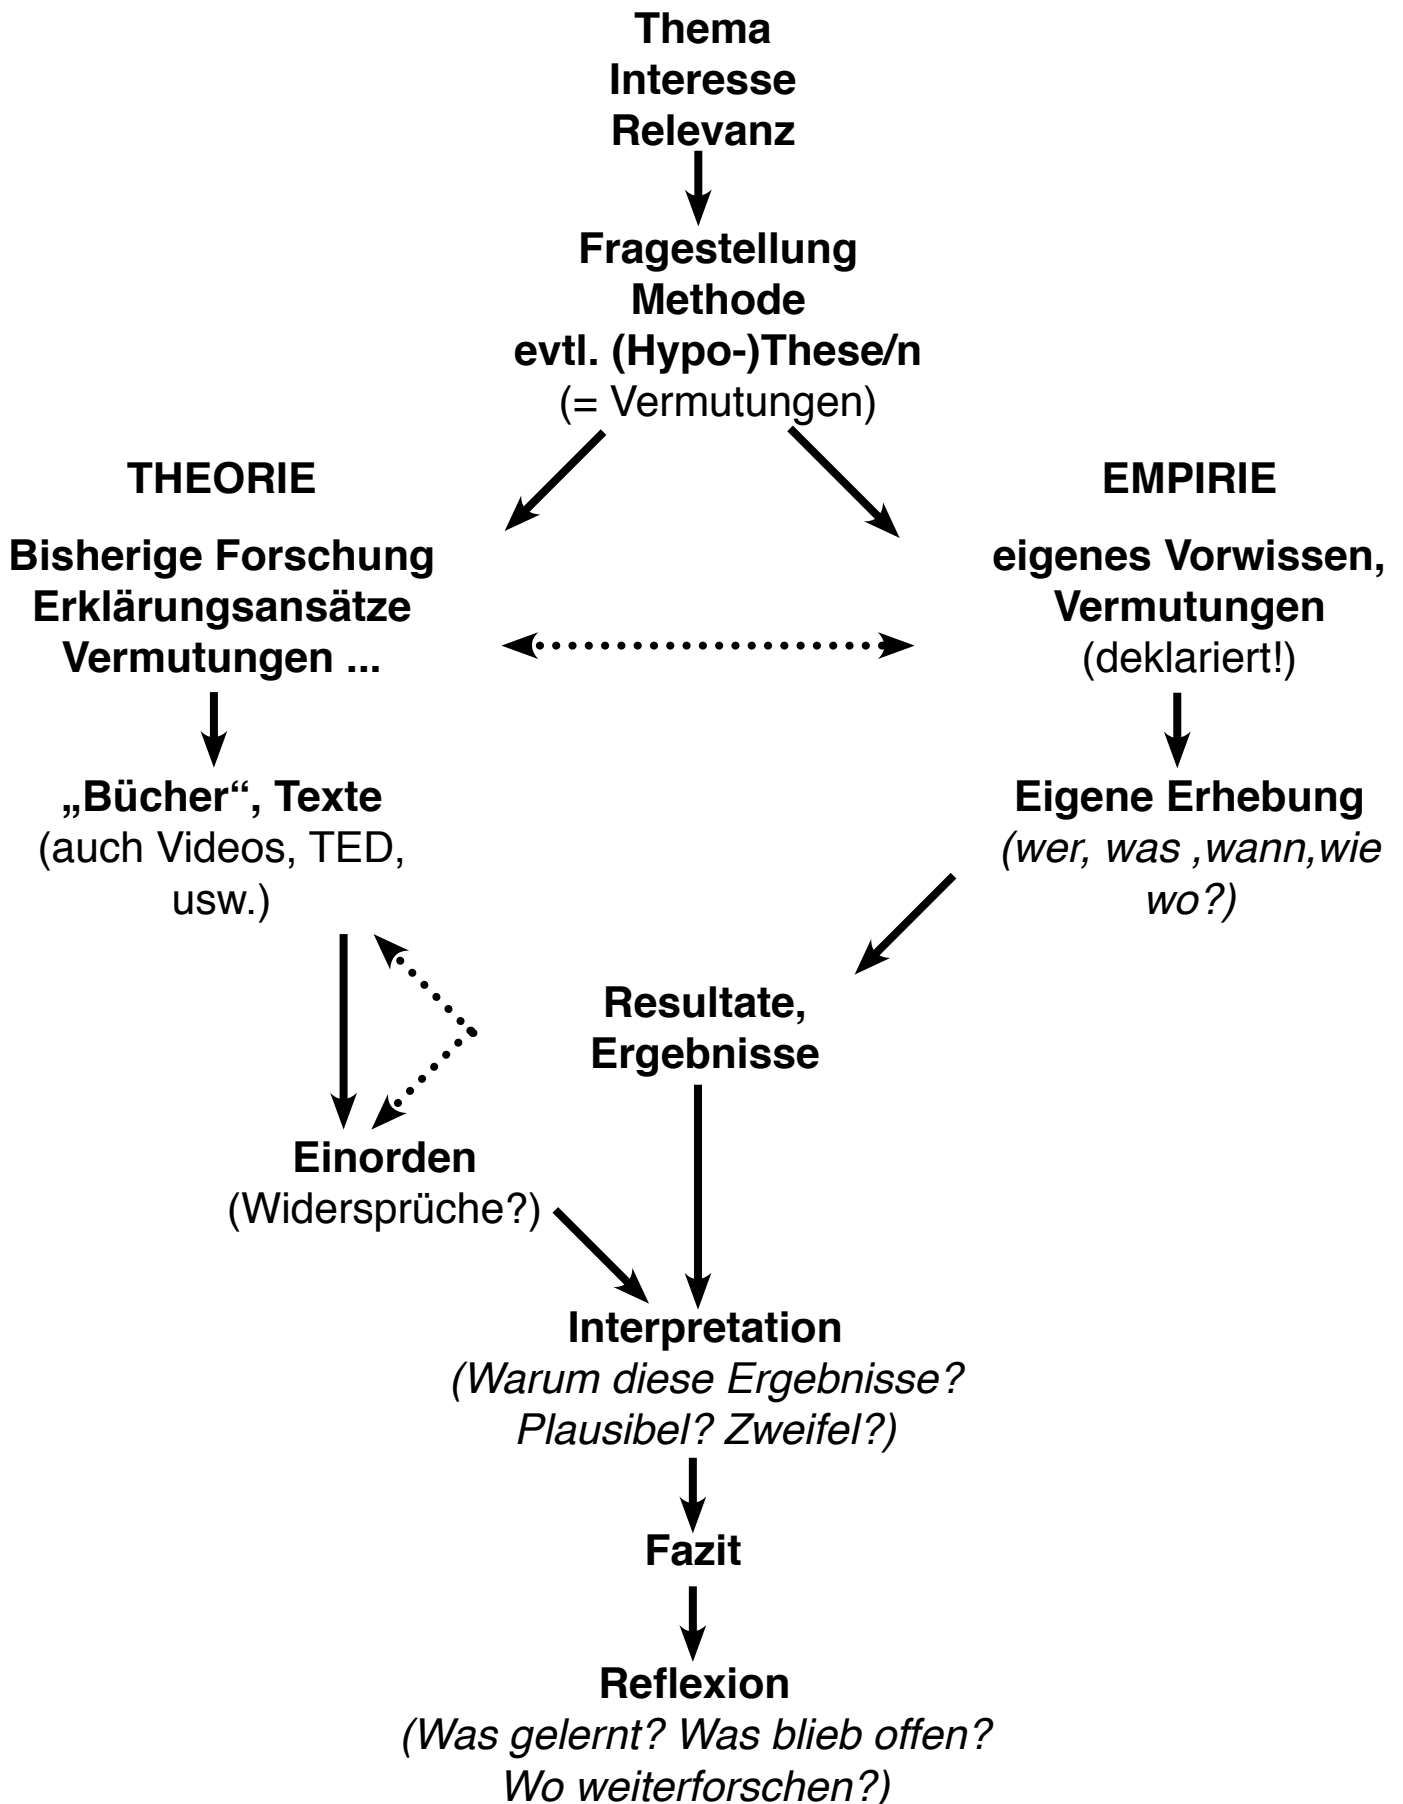 Thema
Interesse
Relevanz
Fragestellung
Methode
evtl. (Hypo-)These/n
(= Vermutungen)
THEORIE
Bisherige Forschung
Erklärungsansätze
Vermutungen ...
EMPIRIE
eigenes Vorwissen,
Vermutungen
(deklariert!)
„Bücher“, Texte
(auch Videos, TED,
usw.)
Eigene Erhebung
(wer, was ,wann,wie
wo?)
Resultate,
Ergebnisse
Einorden
(Widersprüche?)
Interpretation
(Warum diese Ergebnisse?
Plausibel? Zweifel?)
Fazit
Reflexion
(Was gelernt? Was blieb offen?
Wo weiterforschen?)